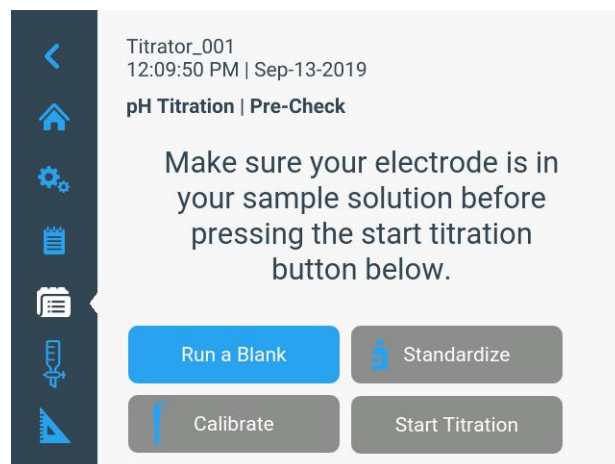 Titrator_001
12:09:50 PM | Sep-13-2019
pH Titration | Pre-Check
Make sure your electrode is in
your sample solution before
pressing the start titration
button below.
Run a Blank
Standardize
Calibrate
Start Titration